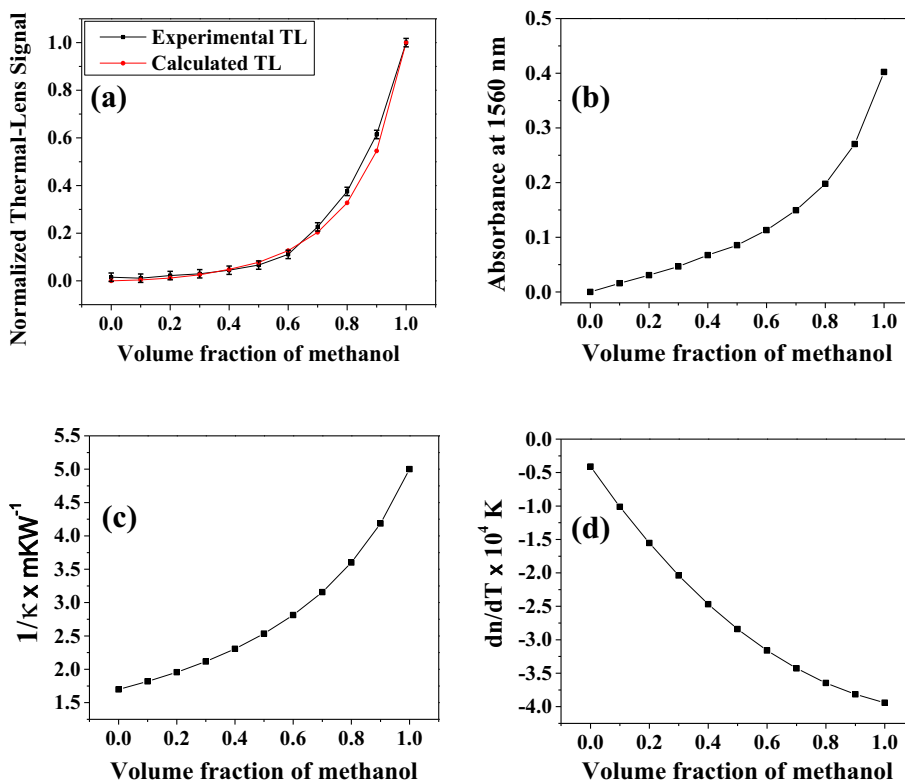 Normalized Thermal-Lens Signal
1.0
0.8
0.6
0.4
0.2
0.0
Experimental TL
Calculated TL
(a)
0.0 0.2 0.4 0.6 0.8 1.0
Volume fraction of methanol
Absorbance at 1560 nm
0.5
0.4
0.3
0.2
0.1
0.0
(b)
0.0 0.2 0.4 0.6 0.8 1.0
Volume fraction of methanol
1/κ x mKW⁻¹
5.5
5.0
4.5
4.0
3.5
3.0
2.5
2.0
1.5
(c)
0.0 0.2 0.4 0.6 0.8 1.0
Volume fraction of methanol
dn/dT x 10⁴ K
0.0
-0.5
-1.0
-1.5
-2.0
-2.5
-3.0
-3.5
-4.0
(d)
0.0 0.2 0.4 0.6 0.8 1.0
Volume fraction of methanol